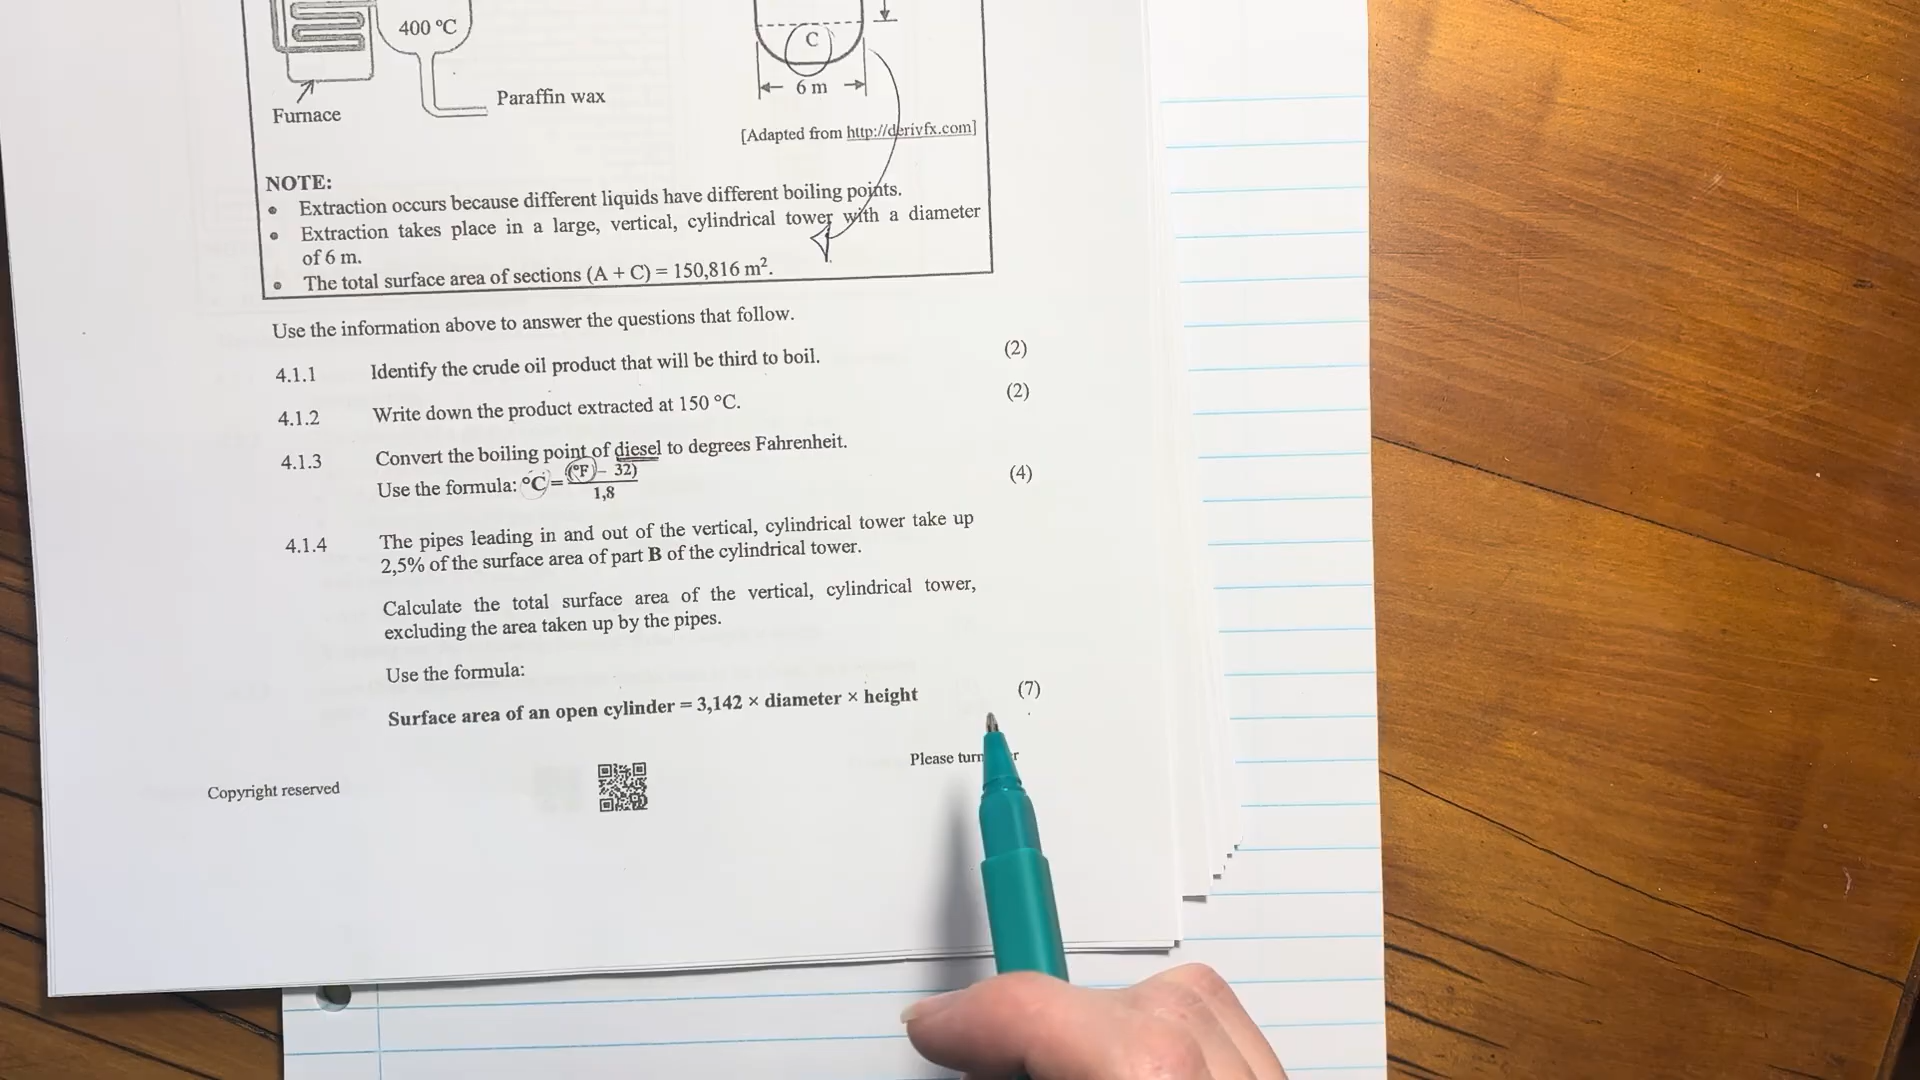 400 °C
C
6 m
Paraffin wax
Furnace
[Adapted from http://derivfx.com]
NOTE:
• Extraction occurs because different liquids have different boiling points.
• Extraction takes place in a large, vertical, cylindrical tower with a diameter
of 6 m.
• The total surface area of sections (A + C) = 150,816 m².
Use the information above to answer the questions that follow.
4.1.1 Identify the crude oil product that will be third to boil. (2)
4.1.2 Write down the product extracted at 150 °C. (2)
4.1.3 Convert the boiling point of diesel to degrees Fahrenheit.
Use the formula: °C = (°F – 32) / 1,8 (4)
4.1.4 The pipes leading in and out of the vertical, cylindrical tower take up
2,5% of the surface area of part B of the cylindrical tower.
Calculate the total surface area of the vertical, cylindrical tower,
excluding the area taken up by the pipes.
Use the formula:
Surface area of an open cylinder = 3,142 × diameter × height (7)
Please turn
Copyright reserved